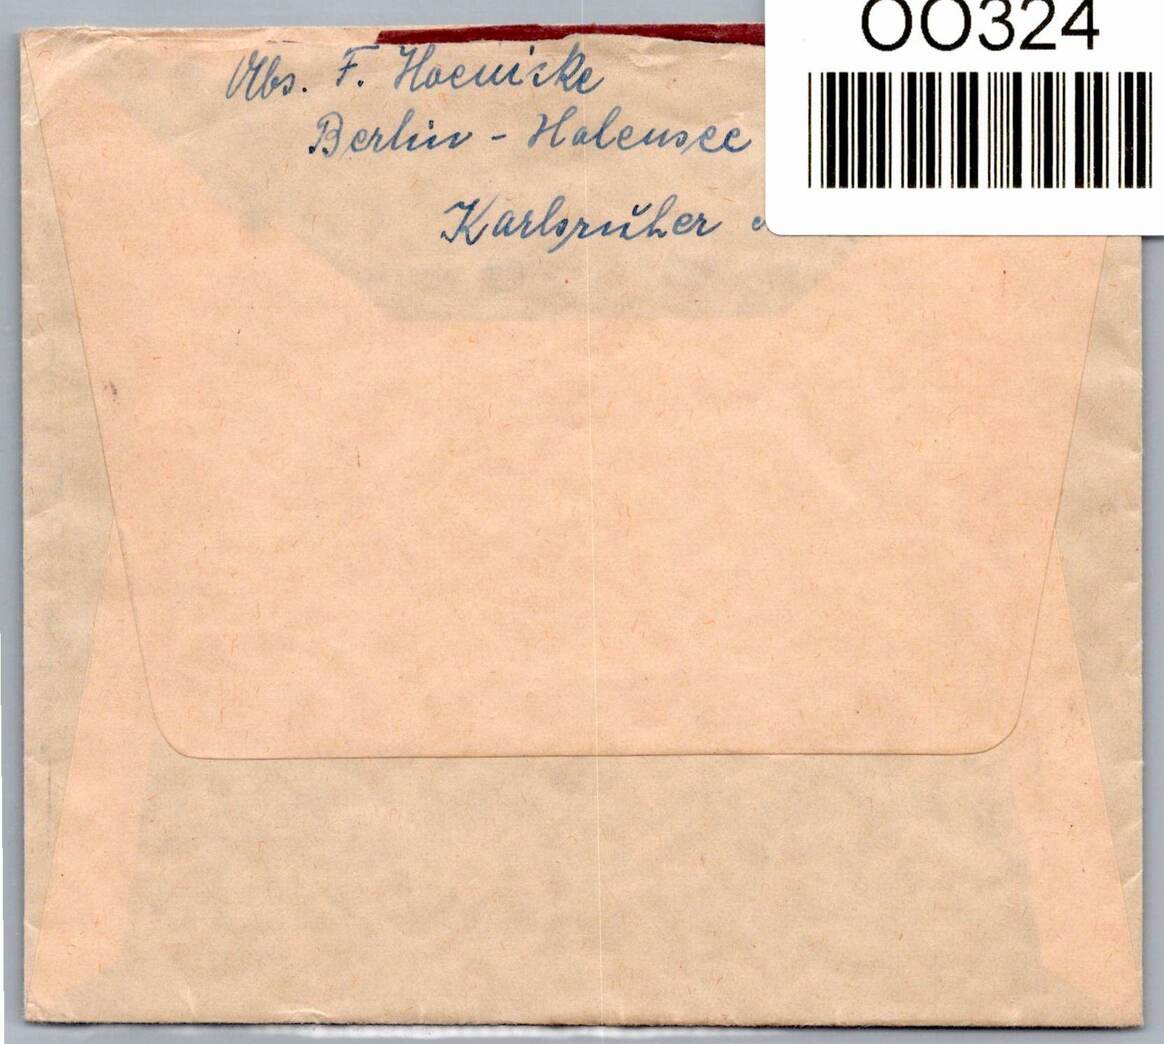 OO324
Abs. F. Hoenicke
Berlin - Halensee
Karlsruher